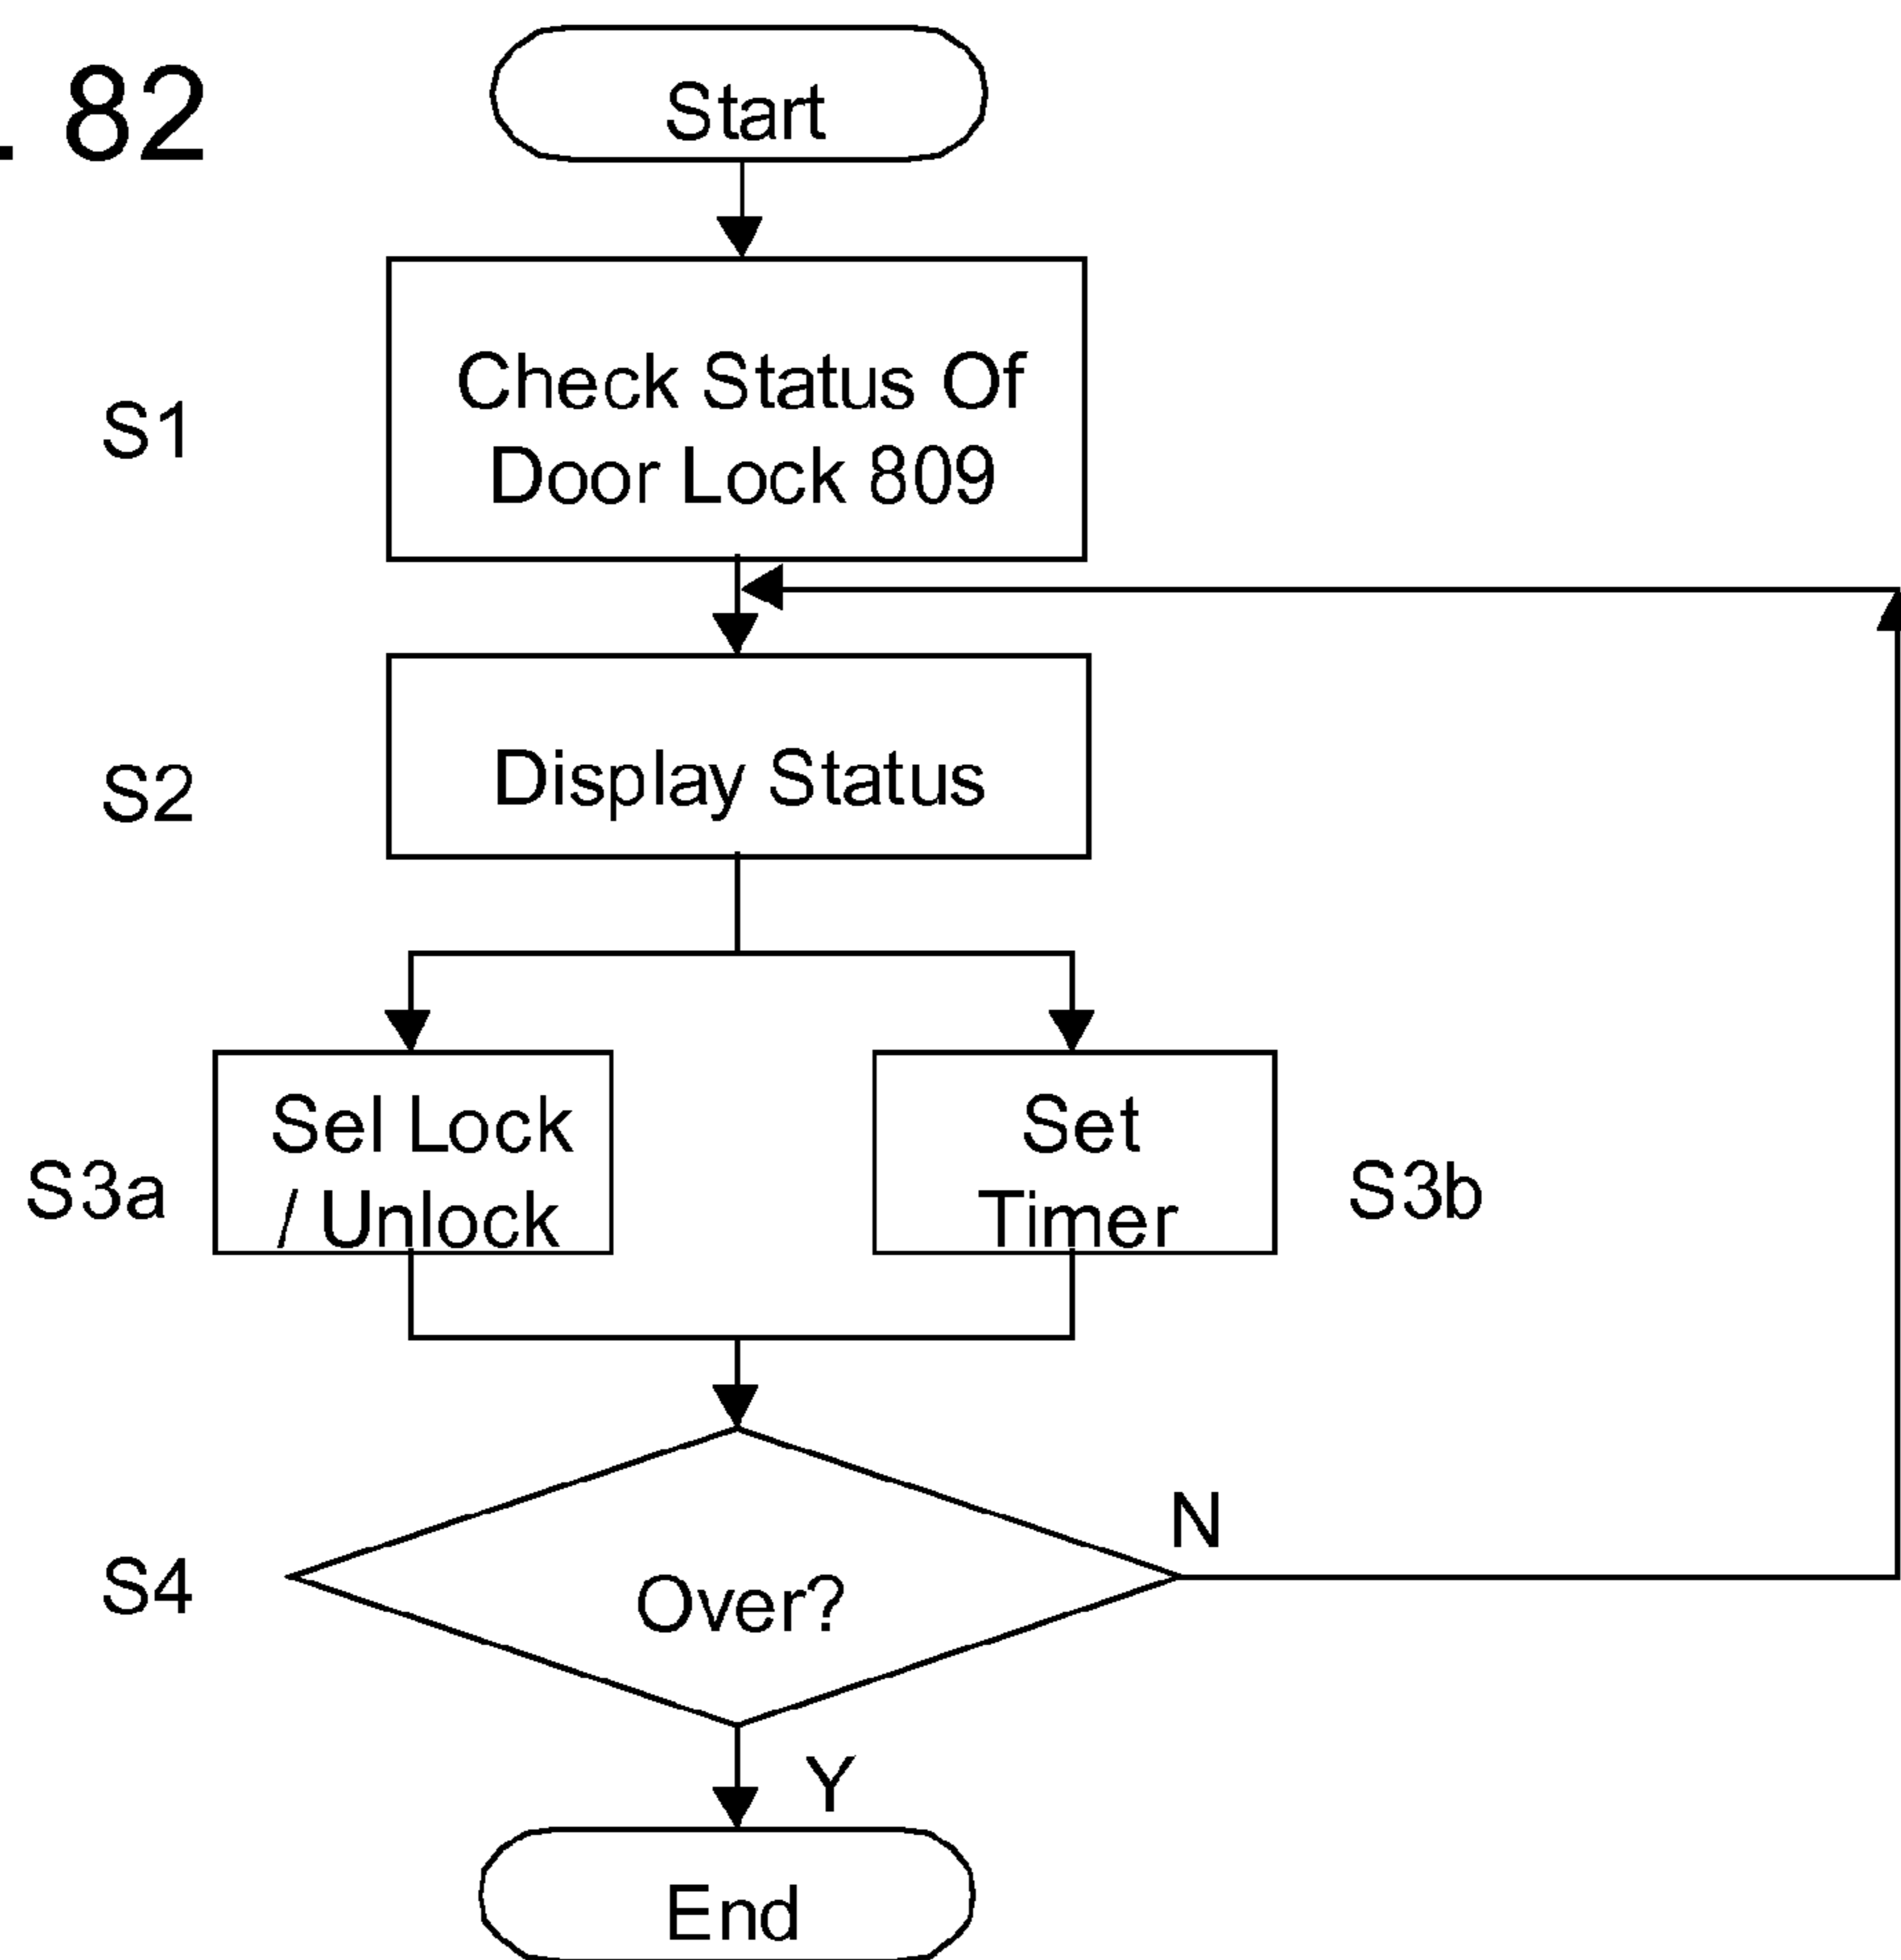 . 82
Start
S1
Check Status Of
Door Lock 809
S2
Display Status
S3a
Sel Lock
/ Unlock
Set
Timer
S3b
S4
Over?
N
Y
End